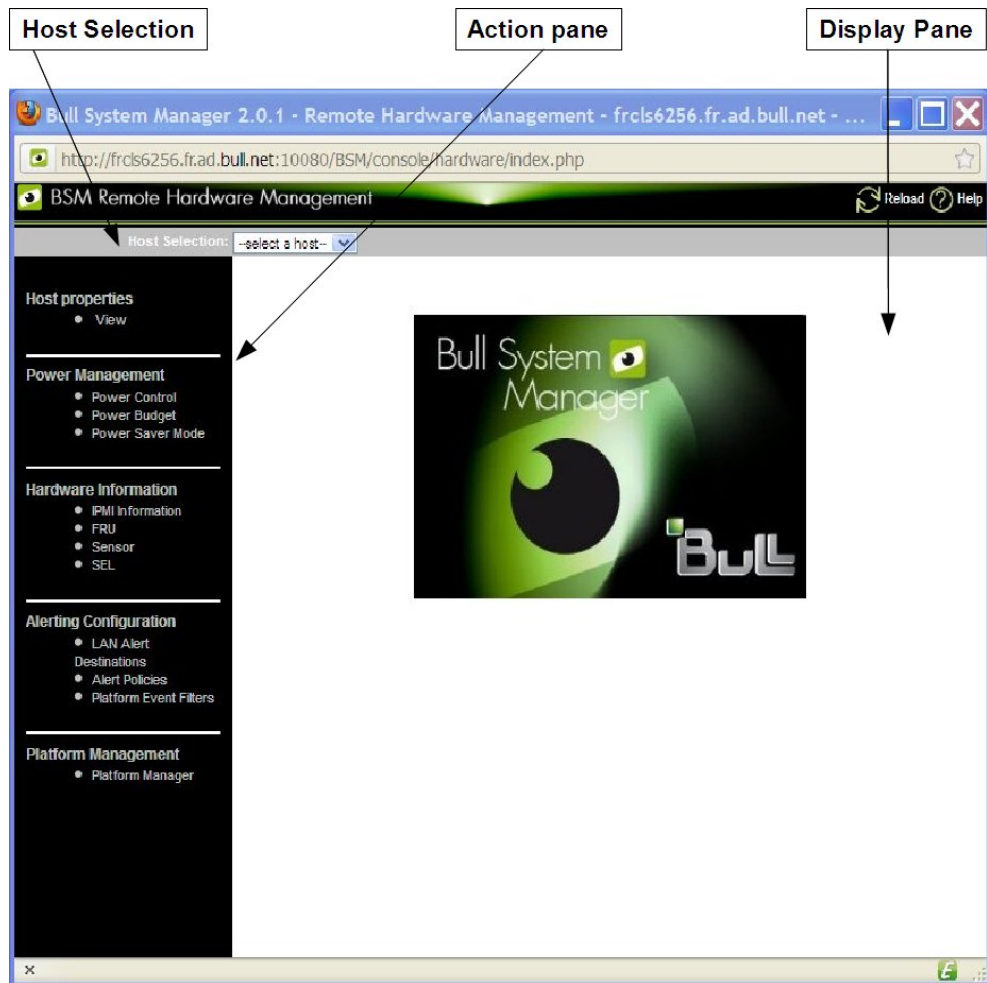 Host Selection
Action pane
Display Pane
Bull System Manager 2.0.1 - Remote Hardware Management - frcls6256.fr.ad.bull.net - ...
http://frcls6256.fr.ad.bull.net:10080/BSM/console/hardware/index.php
BSM Remote Hardware Management
Reload
Help
Host Selection:
--select a host--
Host properties
View
Power Management
Power Control
Power Budget
Power Saver Mode
Hardware Information
IPMI Information
FRU
Sensor
SEL
Alerting Configuration
LAN Alert
Destinations
Alert Policies
Platform Event Filters
Platform Management
Platform Manager
Bull System
Manager
Bull